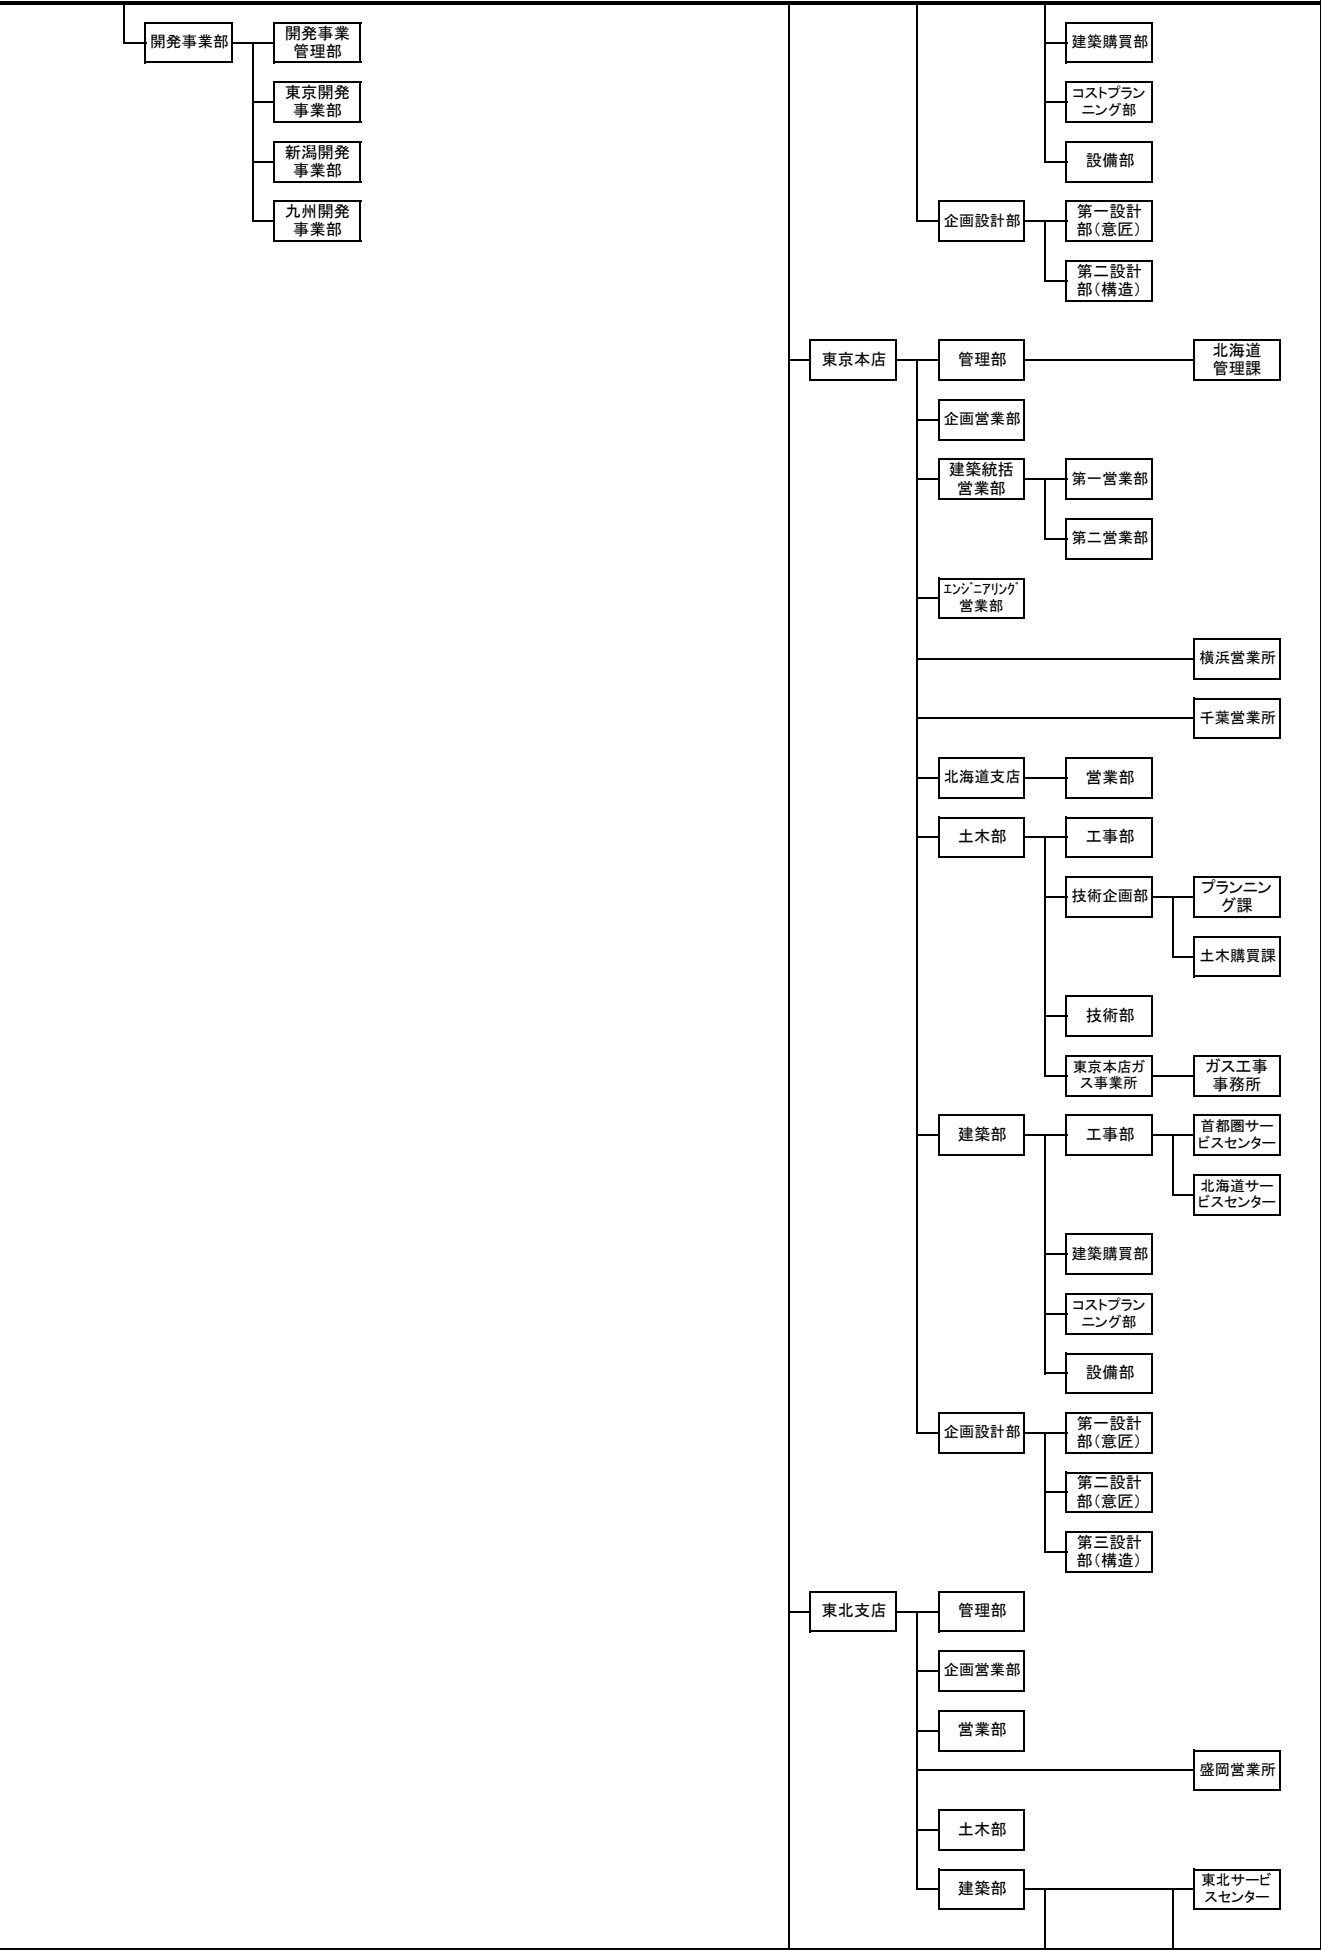 開発事業部
開発事業
管理部
東京開発
事業部
新潟開発
事業部
九州開発
事業部
建築購買部
コストプラン
ニング部
設備部
企画設計部
第一設計
部（意匠）
第二設計
部（構造）
東京本店
管理部
北海道
管理課
企画営業部
建築統括
営業部
第一営業部
第二営業部
ｴﾝｼﾞﾆｱﾘﾝｸﾞ
営業部
横浜営業所
千葉営業所
北海道支店
営業部
土木部
工事部
技術企画部
プランニン
グ課
土木購買課
技術部
東京本店ガ
ス事業所
ガス工事
事務所
建築部
工事部
首都圏サー
ビスセンター
北海道サー
ビスセンター
建築購買部
コストプラン
ニング部
設備部
企画設計部
第一設計
部（意匠）
第二設計
部（意匠）
第三設計
部（構造）
東北支店
管理部
企画営業部
営業部
盛岡営業所
土木部
建築部
東北サービ
スセンター